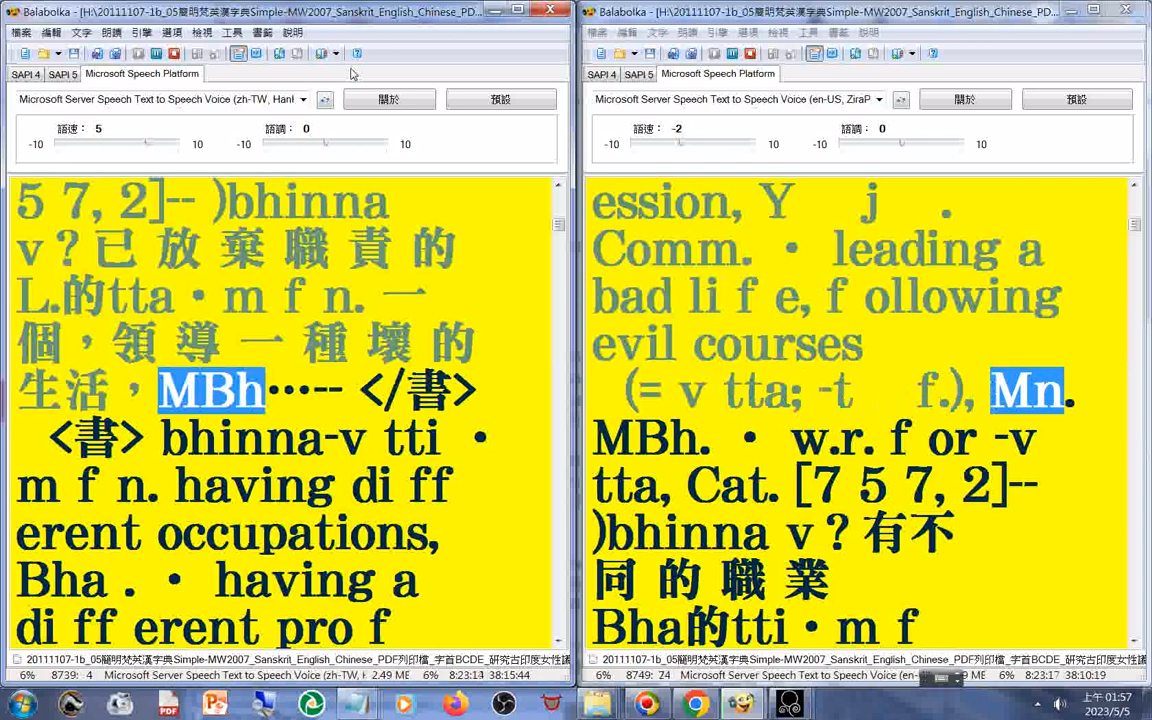 Balabolka - [H:\20111107-1b_05簡明梵英漢字典Simple-MW2007_Sanskrit_English_Chinese_PD...
檔案 編輯 文字 朗讀 引擎 選項 檢視 工具 書籤 說明
SAPI 4 SAPI 5 Microsoft Speech Platform
Microsoft Server Speech Text to Speech Voice (zh-TW, HanH 關於 預設
語速： 5 語調： 0
-10 10 -10 10
5 7, 2]-- )bhinna
v？已 放 棄 職 責 的
L.的tta・m f n. 一
個，領 導 一 種 壞 的
生活，MBh…-- </書>
<書> bhinna-v tti ・
m f n. having di ff
erent occupations,
Bha . ・ having a
di ff erent pro f
20111107-1b_05簡明梵英漢字典Simple-MW2007_Sanskrit_English_Chinese_PDF列印檔_字首BCDE_研究古印度女性議
6% 8739: 4 Microsoft Server Speech Text to Speech Voice (zh-TW, H 2.49 MB 6% 8:23:14 38:15:44
Balabolka - [H:\20111107-1b_05簡明梵英漢字典Simple-MW2007_Sanskrit_English_Chinese_PD...
檔案 編輯 文字 朗讀 引擎 選項 檢視 工具 書籤 說明
SAPI 4 SAPI 5 Microsoft Speech Platform
Microsoft Server Speech Text to Speech Voice (en-US, ZiraP 關於 預設
語速： -2 語調： 0
-10 10 -10 10
ession, Y j .
Comm. ・ leading a
bad li f e, f ollowing
evil courses
(= v tta; -t f.), Mn.
MBh. ・ w.r. f or -v
tta, Cat. [7 5 7, 2]--
)bhinna v？有不
同 的 職 業
Bha的tti・m f
20111107-1b_05簡明梵英漢字典Simple-MW2007_Sanskrit_English_Chinese_PDF列印檔_字首BCDE_研究古印度女性議
6% 8749: 24 Microsoft Server Speech Text to Speech Voice (en-U ME 6% 8:23:17 38:10:19
上午 01:57
2023/5/5